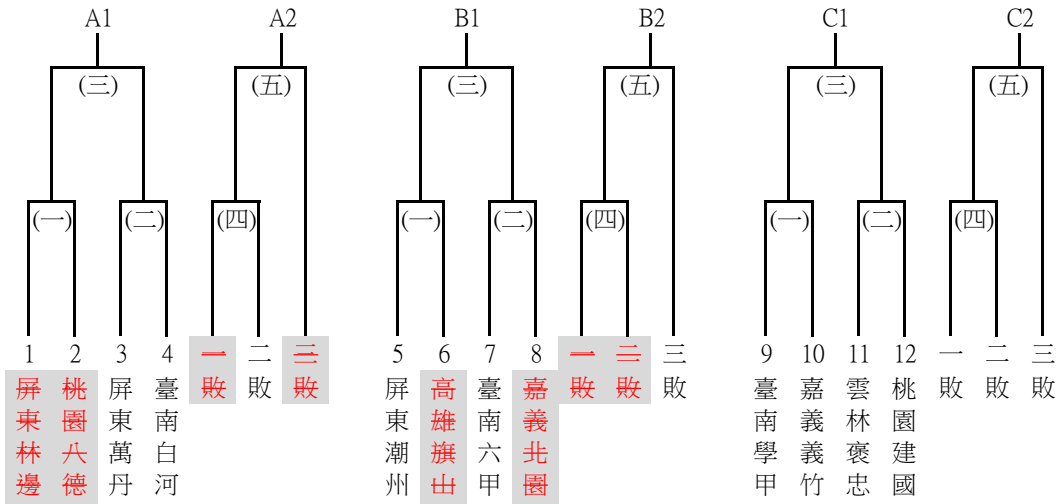 A1 A2 B1 B2 C1 C2
(三) (五) (三) (五) (三) (五)
(一) (二) (四) (一) (二) (四) (一) (二) (四)
1 2 3 4 一敗 二敗 三敗 5 6 7 8 一敗 二敗 三敗 9 10 11 12 一敗 二敗 三敗
屏東林邊
桃園八德
屏東萬丹
臺南白河
屏東潮州
高雄旗山
臺南六甲
嘉義北園
臺南學甲
嘉義義竹
雲林褒忠
桃園建國